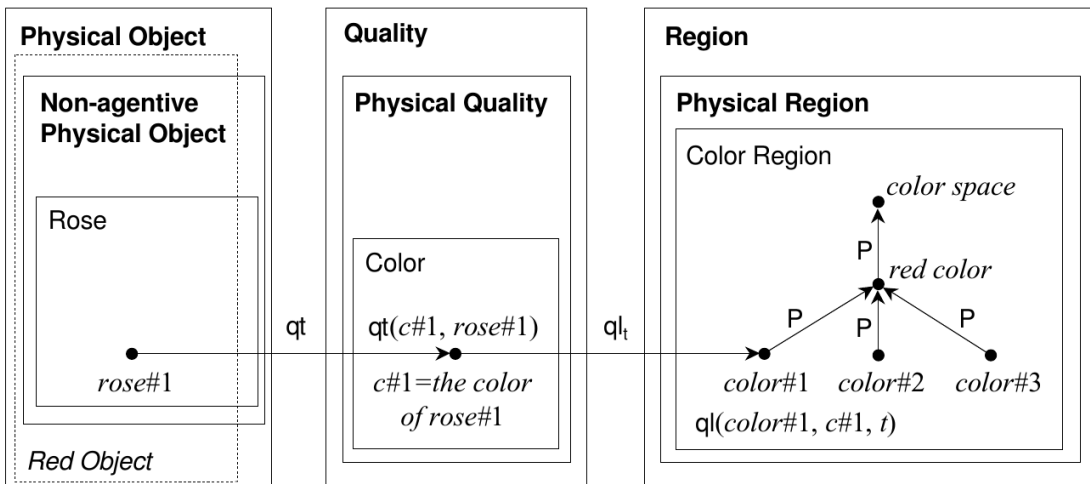 Physical Object
Non-agentive
Physical Object
Rose
rose#1
Red Object
qt
Quality
Physical Quality
Color
qt(c#1, rose#1)
c#1=the color
of rose#1
qlt
Region
Physical Region
Color Region
color space
P
red color
P
P
P
color#1
color#2
color#3
ql(color#1, c#1, t)